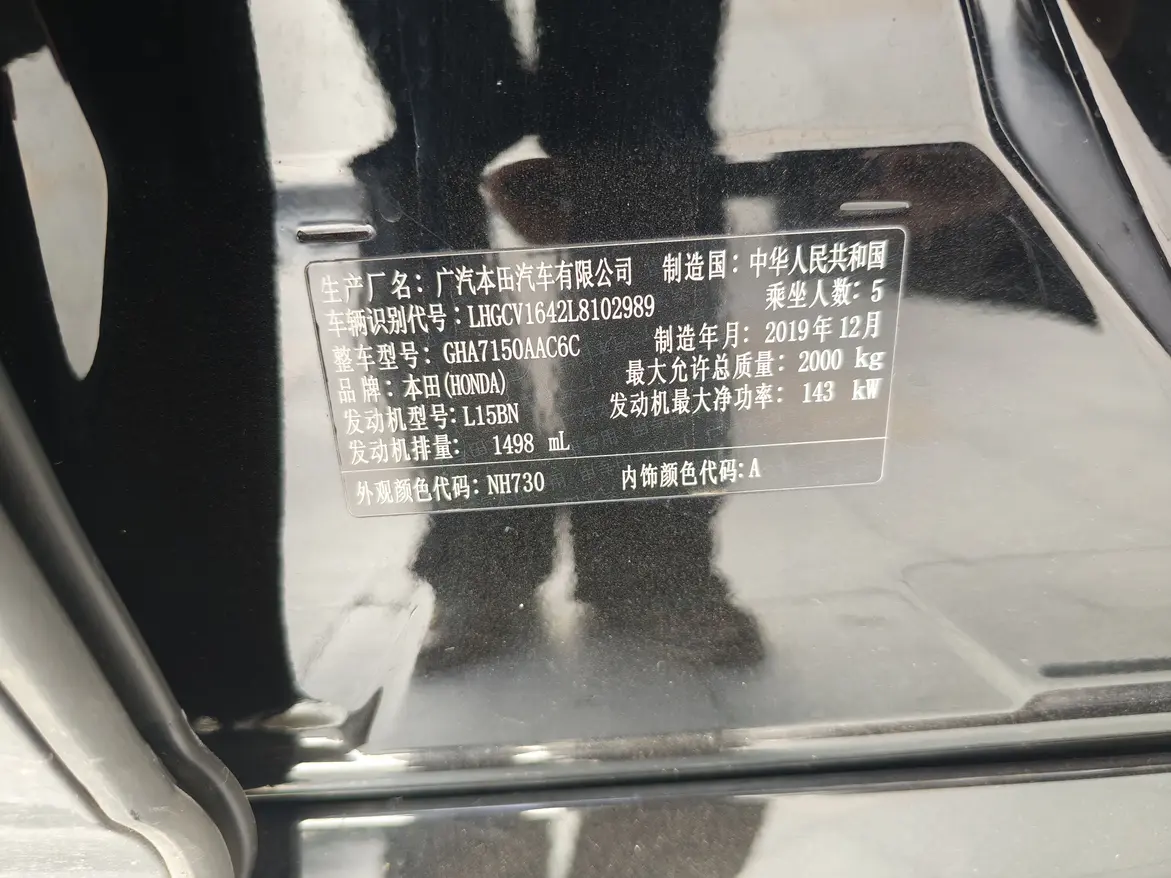 生产厂名：广汽本田汽车有限公司 制造国：中华人民共和国
车辆识别代号：LHGCV1642L8102989 乘坐人数：5
整车型号：GHA7150AAC6C 制造年月：2019年12月
品牌：本田(HONDA) 最大允许总质量：2000 kg
发动机型号：L15BN 发动机最大净功率：143 kW
发动机排量： 1498 mL
外观颜色代码：NH730 内饰颜色代码：A